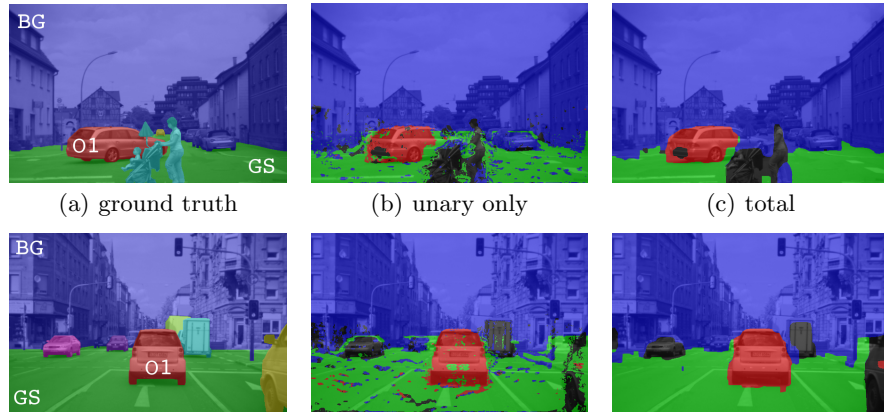 BG
O1
GS
(a) ground truth
(b) unary only
(c) total
BG
O1
GS